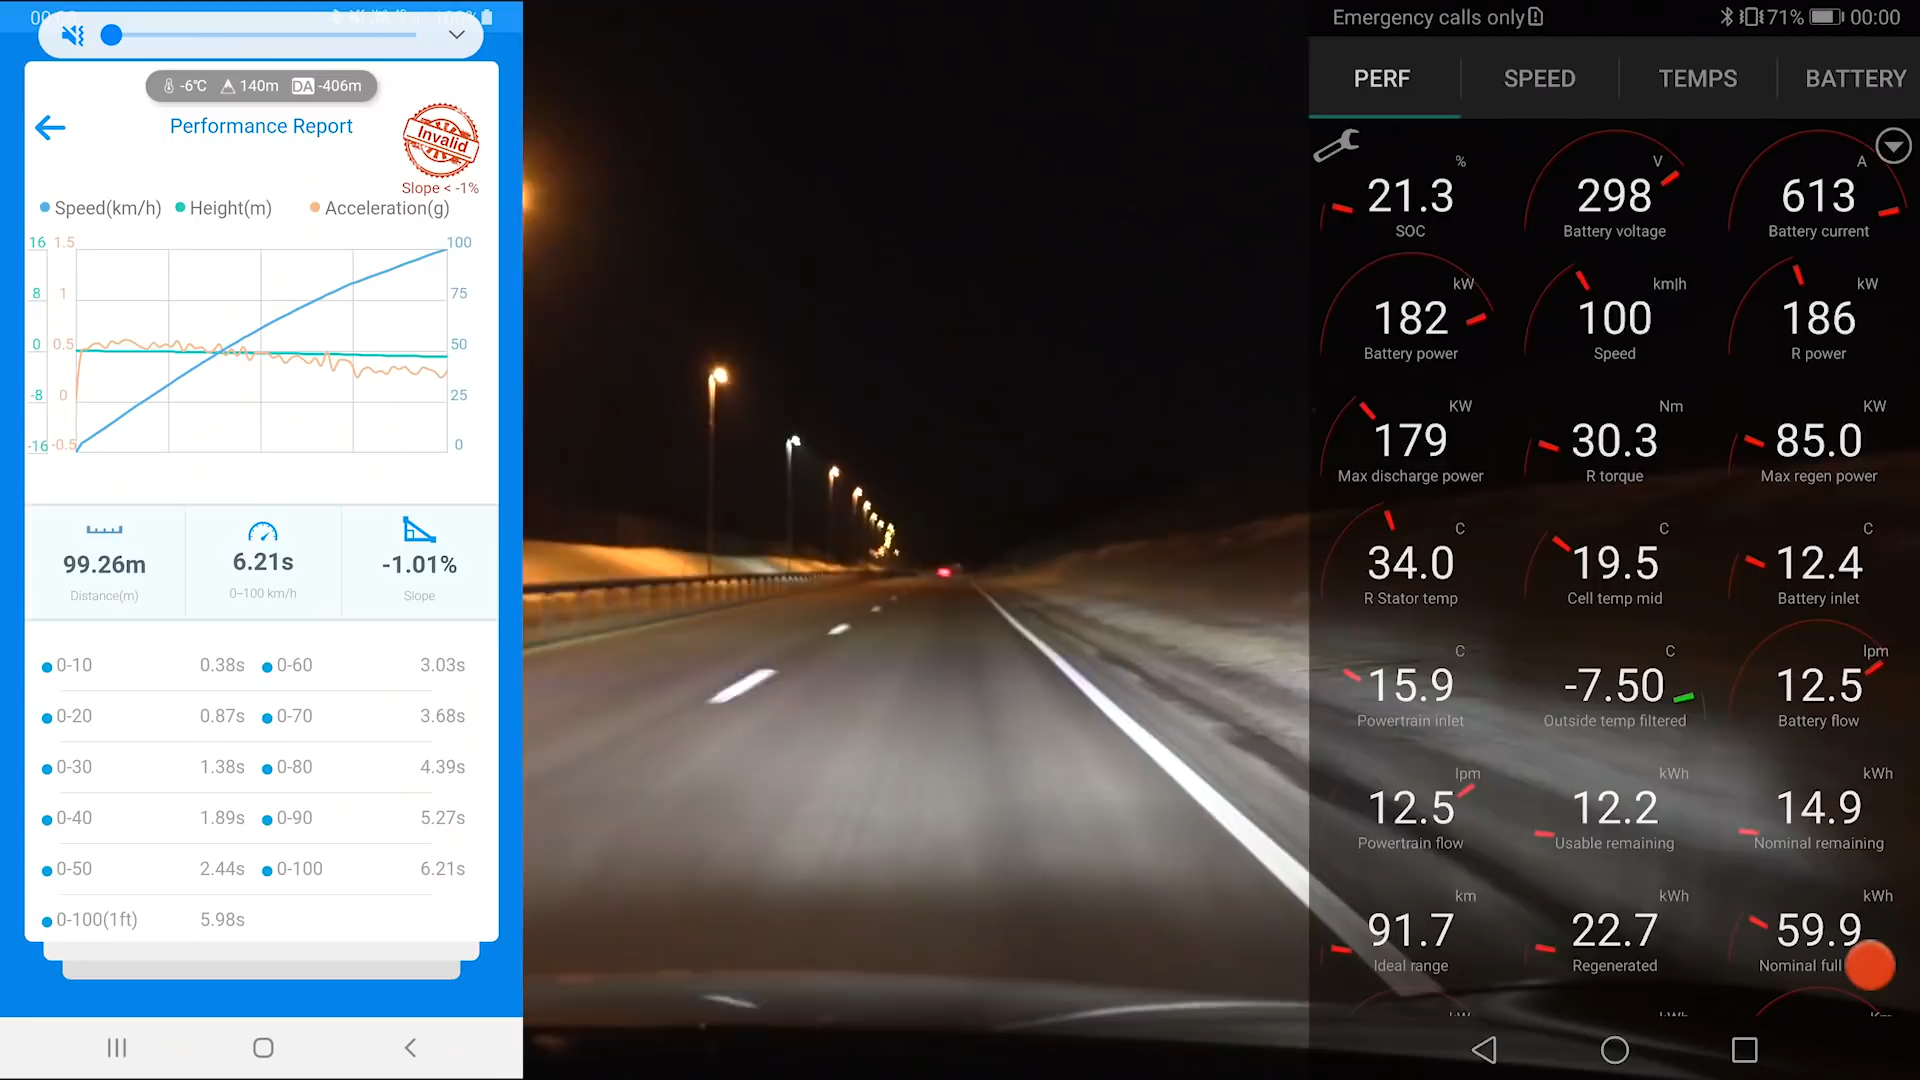 00:00
100%
-6℃ 140m DA -406m
Performance Report
Invalid
Slope < -1%
Speed(km/h) Height(m) Acceleration(g)
16 1.5 100
8 1 75
0 0.5 50
-8 0 25
-16 -0.5 0
99.26m 6.21s -1.01%
Distance(m) 0–100 km/h Slope
0-10 0.38s 0-60 3.03s
0-20 0.87s 0-70 3.68s
0-30 1.38s 0-80 4.39s
0-40 1.89s 0-90 5.27s
0-50 2.44s 0-100 6.21s
0-100(1ft) 5.98s
Emergency calls only 71% 00:00
PERF SPEED TEMPS BATTERY
% V A
21.3 298 613
SOC Battery voltage Battery current
kW km|h kW
182 100 186
Battery power Speed R power
KW Nm KW
179 30.3 85.0
Max discharge power R torque Max regen power
C C C
34.0 19.5 12.4
R Stator temp Cell temp mid Battery inlet
C C lpm
15.9 -7.50 12.5
Powertrain inlet Outside temp filtered Battery flow
lpm kWh kWh
12.5 12.2 14.9
Powertrain flow Usable remaining Nominal remaining
km kWh kWh
91.7 22.7 59.9
Ideal range Regenerated Nominal full